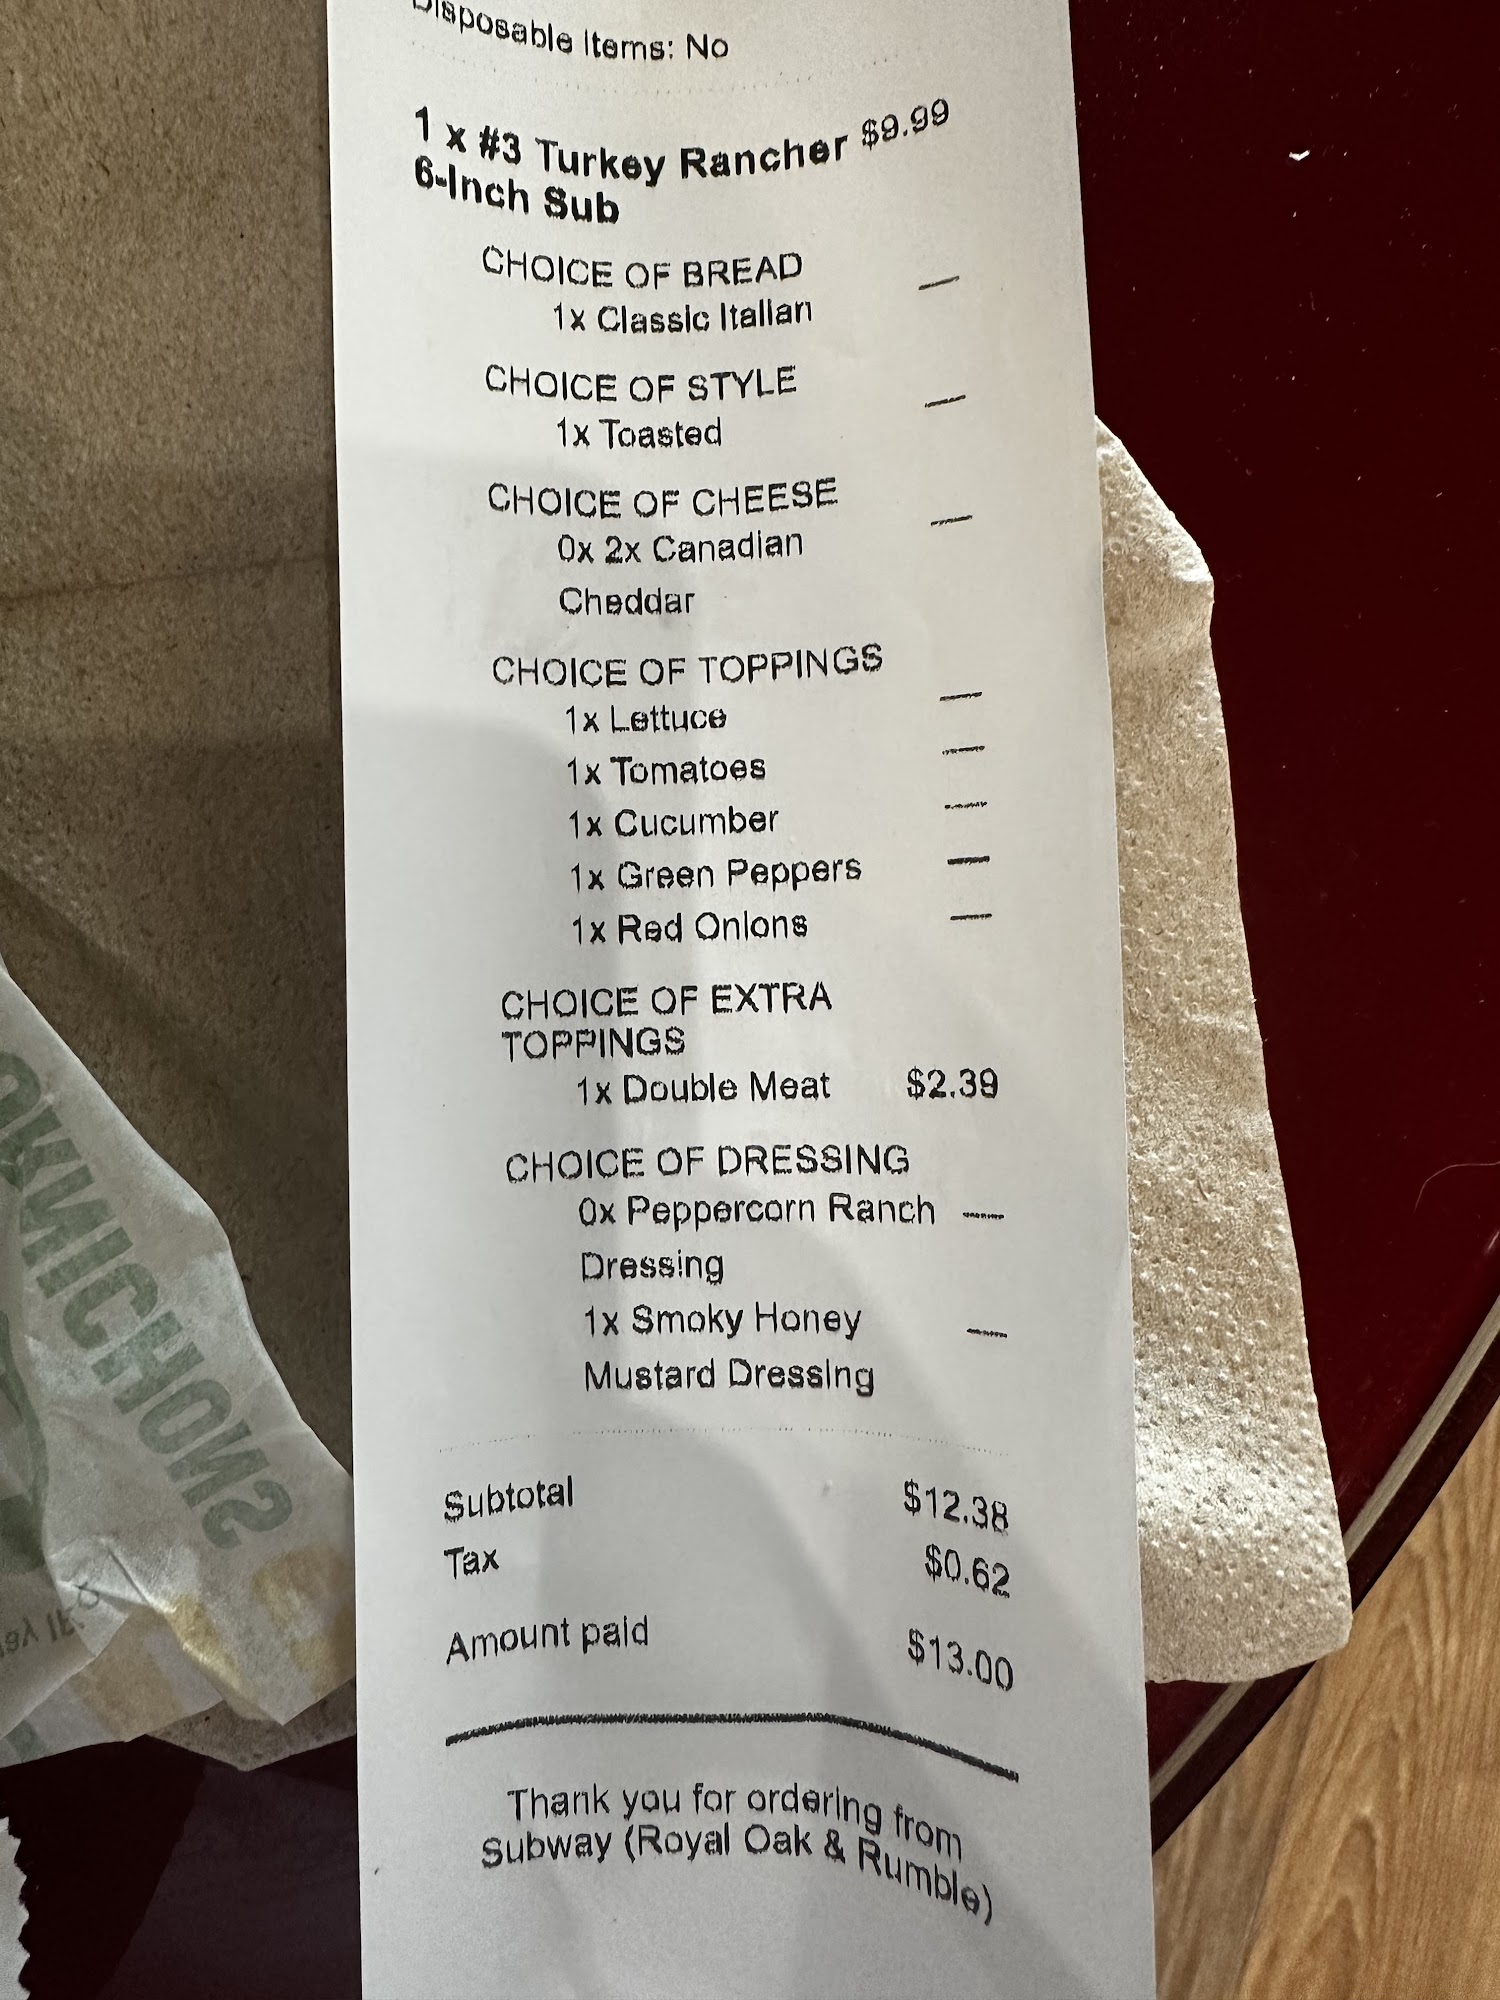 Disposable Items: No
1 x #3 Turkey Rancher $9.99
6-Inch Sub
CHOICE OF BREAD
1x Classic Italian —
CHOICE OF STYLE
1x Toasted —
CHOICE OF CHEESE
0x 2x Canadian —
Cheddar
CHOICE OF TOPPINGS
1x Lettuce —
1x Tomatoes —
1x Cucumber —
1x Green Peppers —
1x Red Onions —
CHOICE OF EXTRA
TOPPINGS
1x Double Meat $2.39
CHOICE OF DRESSING
0x Peppercorn Ranch —
Dressing
1x Smoky Honey —
Mustard Dressing
Subtotal $12.38
Tax $0.62
Amount paid $13.00
Thank you for ordering from
Subway (Royal Oak & Rumble)